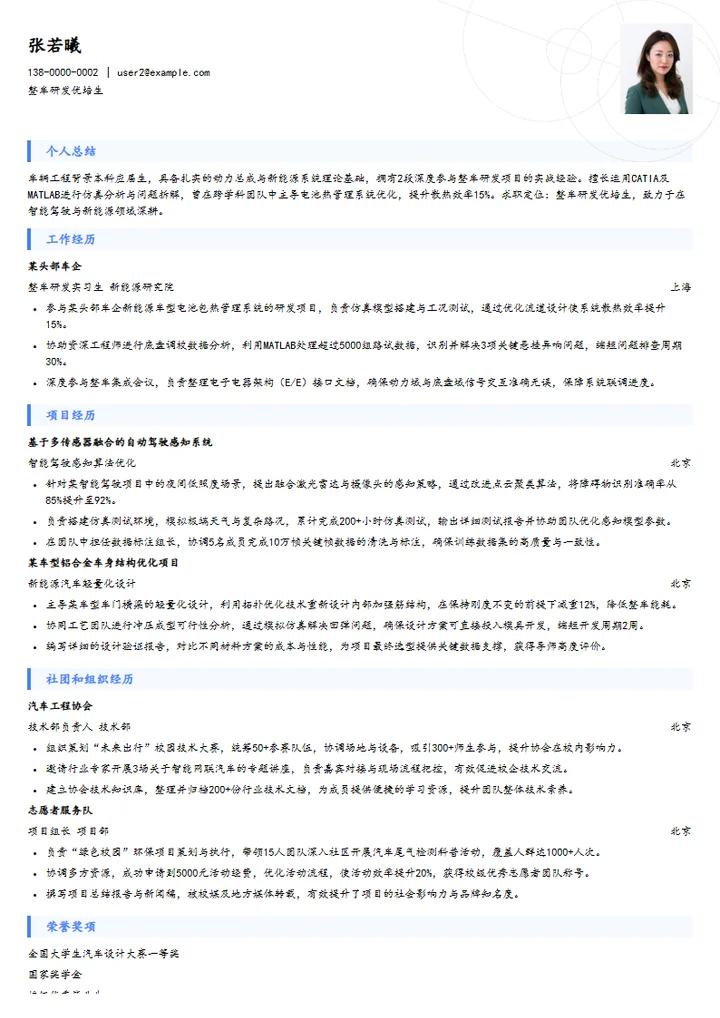 张若曦
138-0000-0002 | user2@example.com
整车研发优培生
个人总结
车辆工程背景本科应届生，具备扎实的动力总成与新能源系统理论基础，拥有2段深度参与整车研发项目的实战经验。擅长运用CATIA及
MATLAB进行仿真分析与问题拆解，曾在跨学科团队中主导电池热管理系统优化，提升散热效率15%。求职定位：整车研发优培生，致力于在
智能驾驶与新能源领域深耕。
工作经历
某头部车企
整车研发实习生 新能源研究院 上海
• 参与某头部车企新能源车型电池包热管理系统的研发项目，负责仿真模型搭建与工况测试，通过优化流道设计使系统散热效率提升
15%。
• 协助资深工程师进行底盘调校数据分析，利用MATLAB处理超过5000组路试数据，识别并解决3项关键悬挂异响问题，缩短问题排查周期
30%。
• 深度参与整车集成会议，负责整理电子电器架构（E/E）接口文档，确保动力域与底盘域信号交互准确无误，保障系统联调进度。
项目经历
基于多传感器融合的自动驾驶感知系统
智能驾驶感知算法优化 北京
• 针对某智能驾驶项目中的夜间低照度场景，提出融合激光雷达与摄像头的感知策略，通过改进点云聚类算法，将障碍物识别准确率从
85%提升至92%。
• 负责搭建仿真测试环境，模拟极端天气与复杂路况，累计完成200+小时仿真测试，输出详细测试报告并协助团队优化感知模型参数。
• 在团队中担任数据标注组长，协调5名成员完成10万帧关键帧数据的清洗与标注，确保训练数据集的高质量与一致性。
某车型铝合金车身结构优化项目
新能源汽车轻量化设计 北京
• 主导某车型车门横梁的轻量化设计，利用拓扑优化技术重新设计内部加强筋结构，在保持刚度不变的前提下减重12%，降低整车能耗。
• 协同工艺团队进行冲压成型可行性分析，通过模拟仿真解决回弹问题，确保设计方案可直接投入模具开发，缩短开发周期2周。
• 编写详细的设计验证报告，对比不同材料方案的成本与性能，为项目最终选型提供关键数据支撑，获得导师高度评价。
社团和组织经历
汽车工程协会
技术部负责人 技术部 北京
• 组织策划“未来出行”校园技术大赛，统筹50+参赛队伍，协调场地与设备，吸引300+师生参与，提升协会在校内影响力。
• 邀请行业专家开展3场关于智能网联汽车的专题讲座，负责嘉宾对接与现场流程把控，有效促进校企技术交流。
• 建立协会技术知识库，整理并归档200+份行业技术文档，为成员提供便捷的学习资源，提升团队整体技术素养。
志愿者服务队
项目组长 项目部 北京
• 负责“绿色校园”环保项目策划与执行，带领15人团队深入社区开展汽车尾气检测科普活动，覆盖人群达1000+人次。
• 协调多方资源，成功申请到5000元活动经费，优化活动流程，使活动效率提升20%，获得校级优秀志愿者团队称号。
• 撰写项目总结报告与新闻稿，被校媒及地方媒体转载，有效提升了项目的社会影响力与品牌知名度。
荣誉奖项
全国大学生汽车设计大赛一等奖
国家奖学金